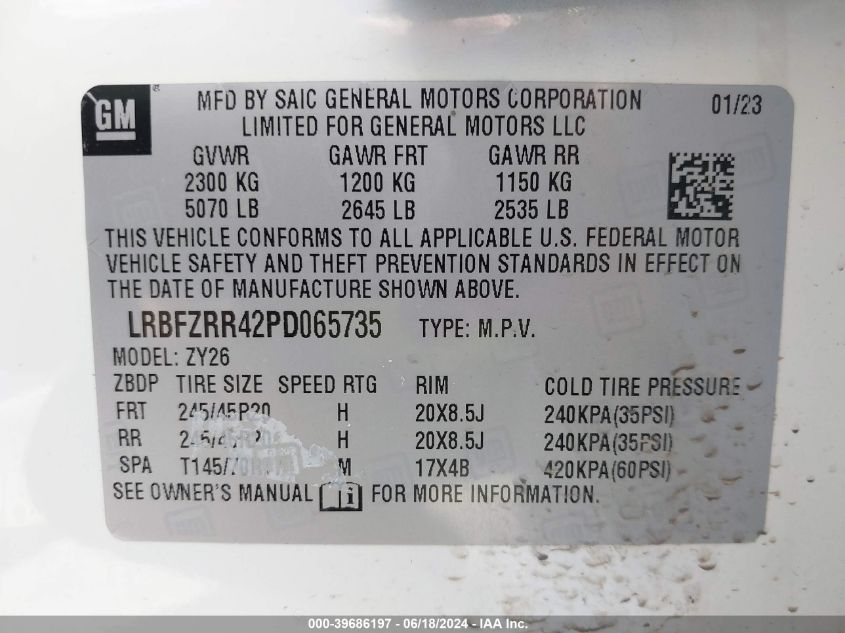 GM
®
MFD BY SAIC GENERAL MOTORS CORPORATION 01/23
LIMITED FOR GENERAL MOTORS LLC
GVWR GAWR FRT GAWR RR
2300 KG 1200 KG 1150 KG
5070 LB 2645 LB 2535 LB
THIS VEHICLE CONFORMS TO ALL APPLICABLE U.S. FEDERAL MOTOR
VEHICLE SAFETY AND THEFT PREVENTION STANDARDS IN EFFECT ON
THE DATE OF MANUFACTURE SHOWN ABOVE.
LRBFZRR42PD065735 TYPE: M.P.V.
MODEL: ZY26
ZBDP TIRE SIZE SPEED RTG RIM COLD TIRE PRESSURE
FRT 245/45R20 H 20X8.5J 240KPA(35PSI)
RR 245/45R20 H 20X8.5J 240KPA(35PSI)
SPA M 17X4B 420KPA(60PSI)
SEE OWNER'S MANUAL FOR MORE INFORMATION.
000-39686197 - 06/18/2024 - IAA Inc.